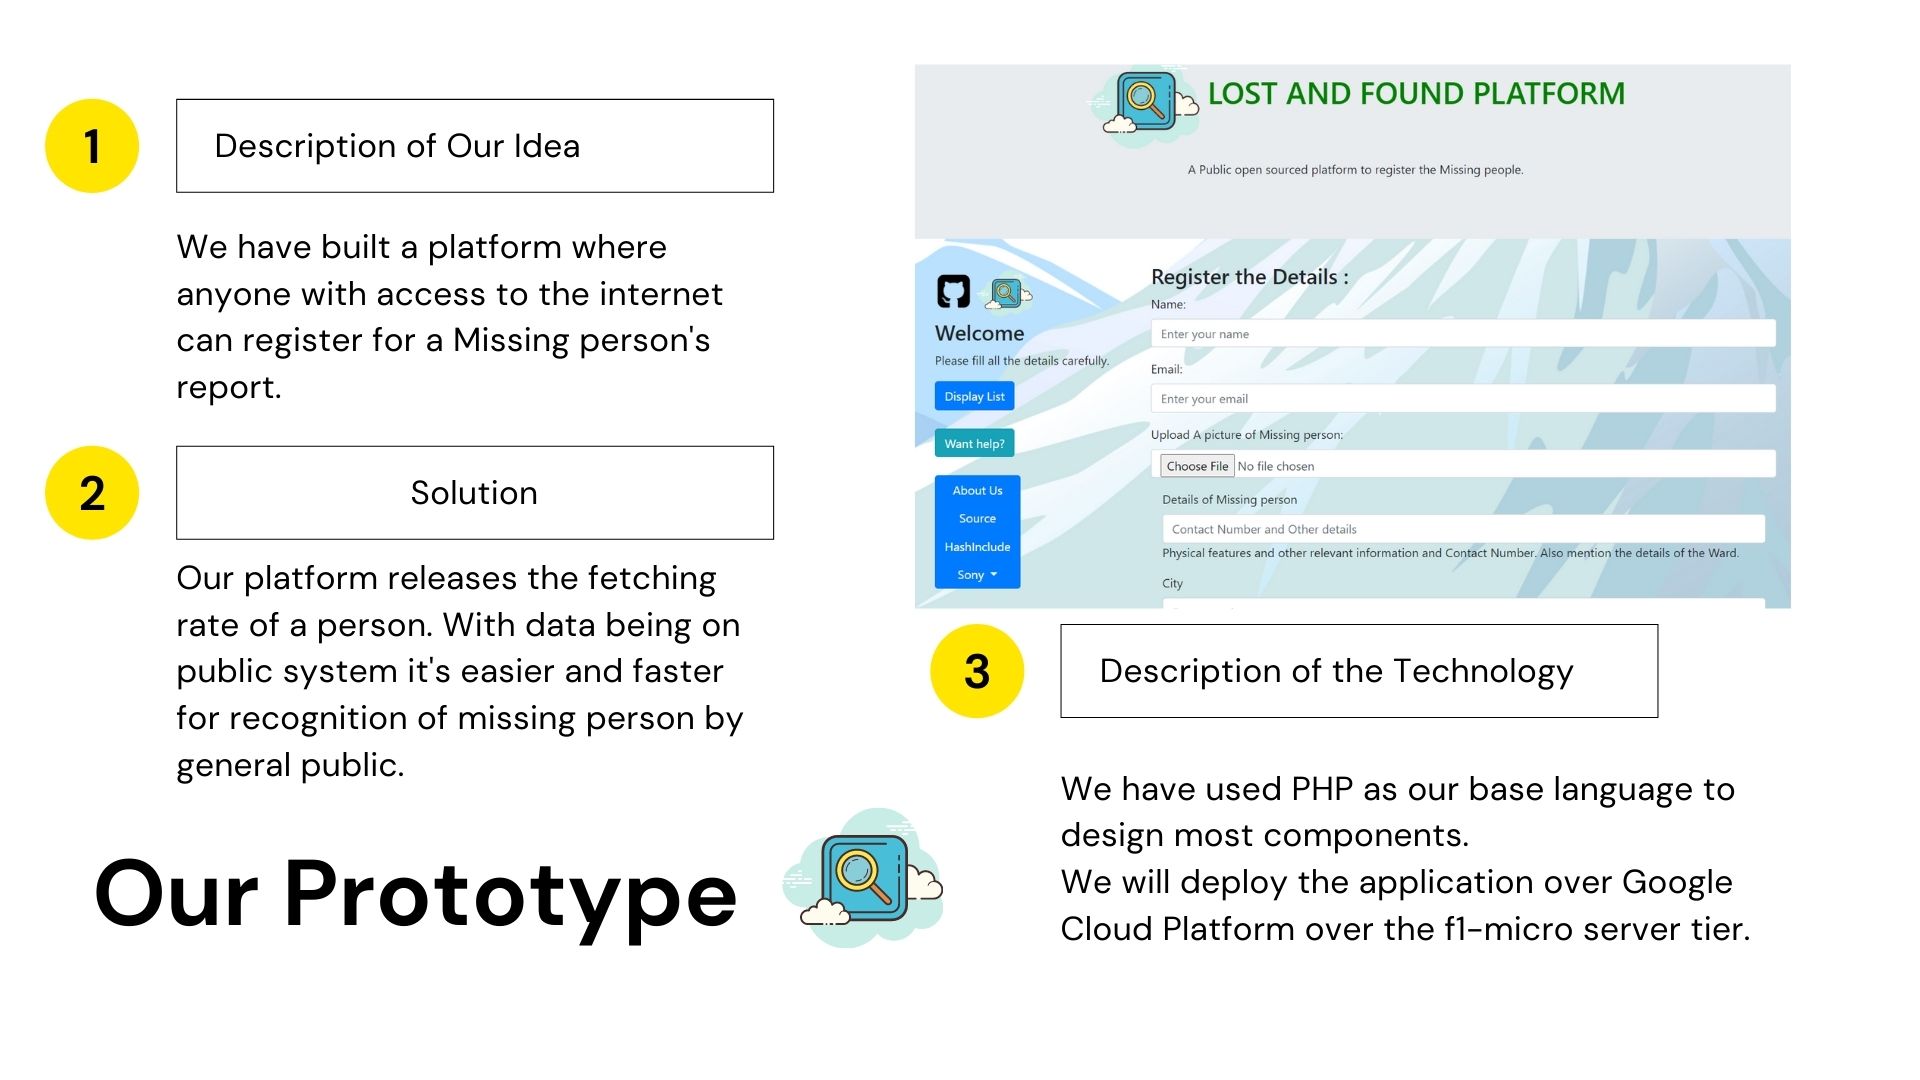 1
Description of Our Idea
We have built a platform where
anyone with access to the internet
can register for a Missing person's
report.
2
Solution
Our platform releases the fetching
rate of a person. With data being on
public system it's easier and faster
for recognition of missing person by
general public.
Our Prototype
LOST AND FOUND PLATFORM
A Public open sourced platform to register the Missing people.
Welcome
Please fill all the details carefully.
Display List
Want help?
About Us
Source
HashInclude
Sony
Register the Details :
Name:
Enter your name
Email:
Enter your email
Upload A picture of Missing person:
Choose File No file chosen
Details of Missing person
Contact Number and Other details
Physical features and other relevant information and Contact Number. Also mention the details of the Ward.
City
3
Description of the Technology
We have used PHP as our base language to
design most components.
We will deploy the application over Google
Cloud Platform over the f1-micro server tier.